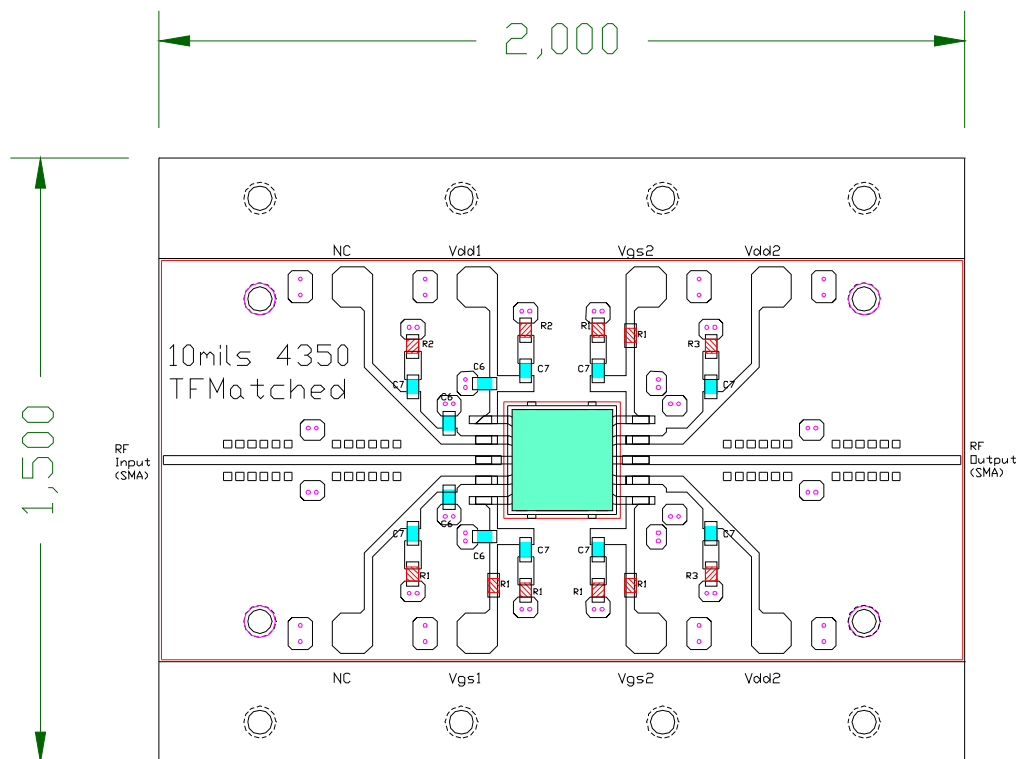 2,000
NC Vdd1 Vgs2 Vdd2
R2 R1 R1 R3
R2
10mils 4350
TFMatched
C7 C6 C7 C7 C7
C6
1,500
RF
Input
(SMA)
RF
Output
(SMA)
C6
C7 C6 C7 C7 C7
R1 R1 R1 R1 R1 R3
NC Vgs1 Vgs2 Vdd2